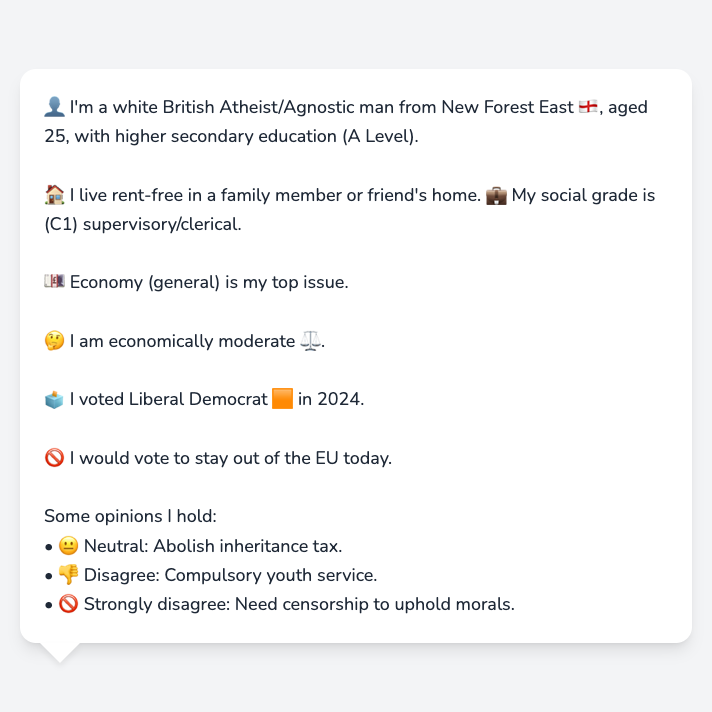 👤 I'm a white British Atheist/Agnostic man from New Forest East 🏴󠁧󠁢󠁥󠁮󠁧󠁿, aged
25, with higher secondary education (A Level).
🏠 I live rent-free in a family member or friend's home. 💼 My social grade is
(C1) supervisory/clerical.
💷 Economy (general) is my top issue.
🤔 I am economically moderate ⚖️.
🗳️ I voted Liberal Democrat 🟧 in 2024.
🚫 I would vote to stay out of the EU today.
Some opinions I hold:
• 😐 Neutral: Abolish inheritance tax.
• 👎 Disagree: Compulsory youth service.
• 🚫 Strongly disagree: Need censorship to uphold morals.